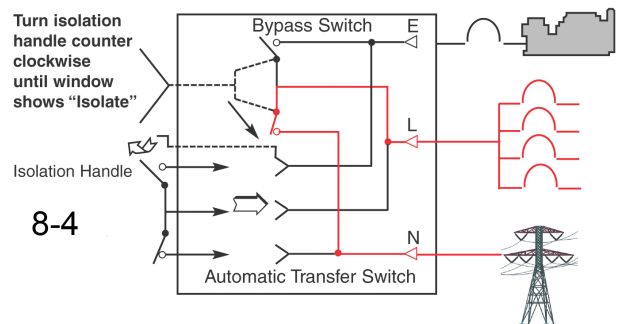 Turn isolation
handle counter
clockwise
until window
shows “Isolate”
Bypass Switch
E
L
Isolation Handle
8-4
N
Automatic Transfer Switch